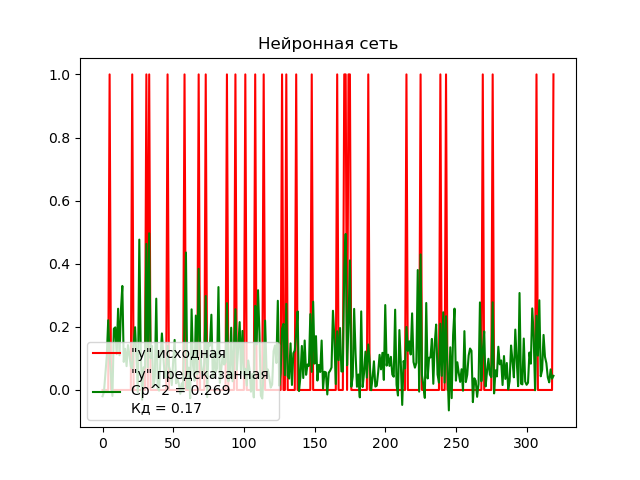 Нейронная сеть
1.0
0.8
0.6
0.4
0.2
0.0
"у" исходная
"у" предсказанная
Ср^2 = 0.269
Кд = 0.17
0 50 100 150 200 250 300